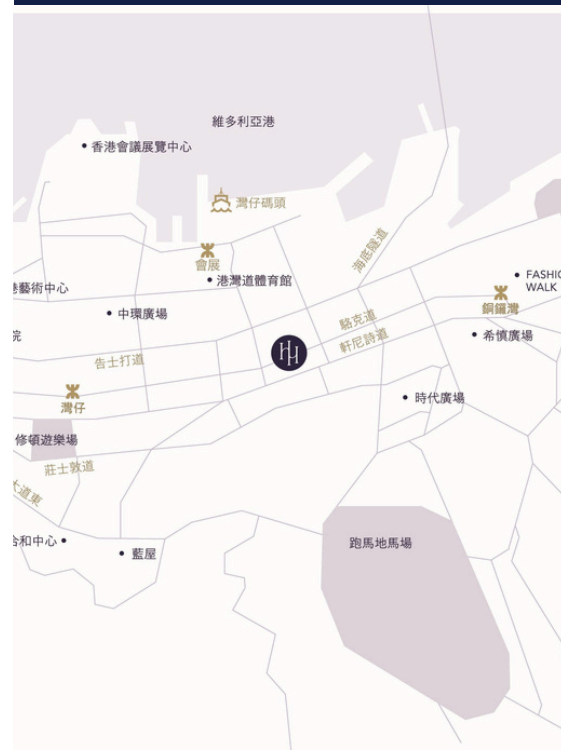 維多利亞港
香港會議展覽中心
灣仔碼頭
會展
海底隧道
港灣道體育館
FASHIO
WALK
港藝術中心
銅鑼灣
中環廣場
駱克道
院
希慎廣場
軒尼詩道
HH
告士打道
灣仔
時代廣場
修頓遊樂場
莊士敦道
大道東
合和中心
跑馬地馬場
藍屋